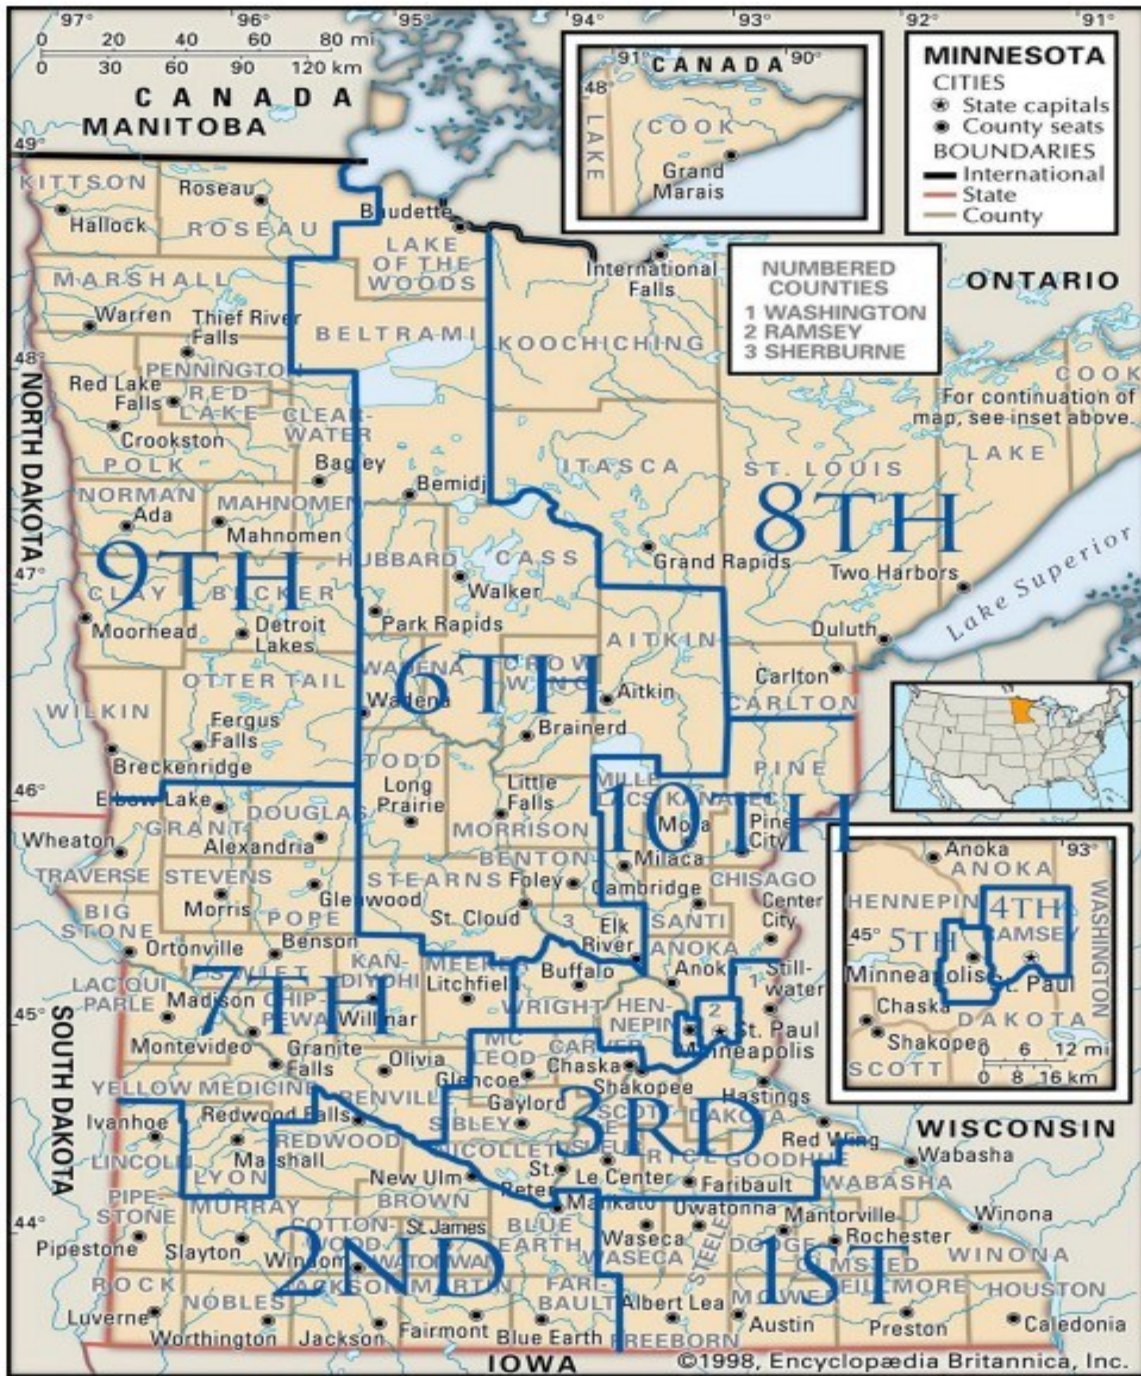 97° 96° 95° 94° 93° 92° 91°
0 20 40 60 80 mi
0 30 60 90 120 km
CANADA
MANITOBA
49°
91° CANADA 90°
48°
LAKE
COOK
Grand
Marais
MINNESOTA
CITIES
State capitals
County seats
BOUNDARIES
International
State
County
NUMBERED
COUNTIES
1 WASHINGTON
2 RAMSEY
3 SHERBURNE
ONTARIO
KITTSON
Roseau
Hallock
ROSEAU
Baudette
LAKE
OF THE
WOODS
International
Falls
MARSHALL
Warren
Thief River
Falls
BELTRAMI
KOOCHICHING
48°
PENNINGTON
Red Lake
Falls
RED
LAKE
CLEAR-
WATER
Crookston
POLK
Bagley
Bemidj
ITASCA
ST. LOUIS
LAKE
COOK
For continuation of
map, see inset above.
NORTH DAKOTA
NORMAN
Ada
MAHNOMEN
Mahnomen
8TH
9TH
HUBBARD
CASS
Grand Rapids
Two Harbors
Lake Superior
47°
CLAY
BECKER
Walker
Moorhead
Detroit
Lakes
Park Rapids
AITKIN
Duluth
6TH
WADENA
CROW
WING
OTTER TAIL
Wadena
Aitkin
Carlton
CARLTON
WILKIN
Fergus
Falls
Brainerd
Breckenridge
TODD
Long
Prairie
Little
Falls
MILLE
LACS
KANABEC
PINE
46°
Elbow Lake
DOUGLAS
10TH
GRANT
Alexandria
MORRISON
Mora
Pine
City
Wheaton
BENTON
Milaca
TRAVERSE
STEVENS
STEARNS
Foley
Cambridge
CHISAGO
Morris
Glenwood
Center
City
BIG
STONE
POPE
St. Cloud
3
Elk
River
SANTI
ANOKA
Ortonville
Benson
KAN-
DIYOHI
MEEKER
Buffalo
Anoka
Still-
water
7TH
SWIFT
LAC QUI
PARLE
Madison
CHIP-
PEWA
Willmar
Litchfield
WRIGHT
HEN-
NEPIN
1
2
45°
Montevideo
Granite
Falls
Olivia
MC
LEOD
CARVER
Chaska
St. Paul
Minneapolis
Glencoe
Shakopee
YELLOW MEDICINE
RENVILLE
Gaylord
3RD
Hastings
SOUTH DAKOTA
Ivanhoe
Redwood Falls
SIBLEY
SCOT
DAKOTA
Red Wing
WISCONSIN
LINCOLN
Marshall
LYON
REDWOOD
NICOLLET
SUEUR
RICE
GOODHUE
Wabasha
New Ulm
St.
Peter
Le Center
Faribault
WABASHA
PIPE-
STONE
MURRAY
BROWN
Mankato
Owatonna
44°
COTTON-
WOOD
St. James
BLUE
EARTH
Waseca
WASECA
Mantorville
Winona
Pipestone
Slayton
2ND
Windom
WATONWAN
STEELE
DODGE
Rochester
OLMSTED
WINONA
1ST
ROCK
NOBLES
JACKSON
MARTIN
FARI-
BAULT
Albert Lea
MOWER
FILLMORE
HOUSTON
Luverne
Worthington
Jackson
Fairmont
Blue Earth
FREEBORN
Austin
Preston
Caledonia
IOWA
©1998, Encyclopædia Britannica, Inc.
Anoka
ANOKA
93°
HENNEPIN
4TH
RAMSEY
WASHINGTON
45°
5TH
Minneapolis
St. Paul
Chaska
DAKOTA
Shakopee
SCOTT
0 6 12 mi
0 8 16 km